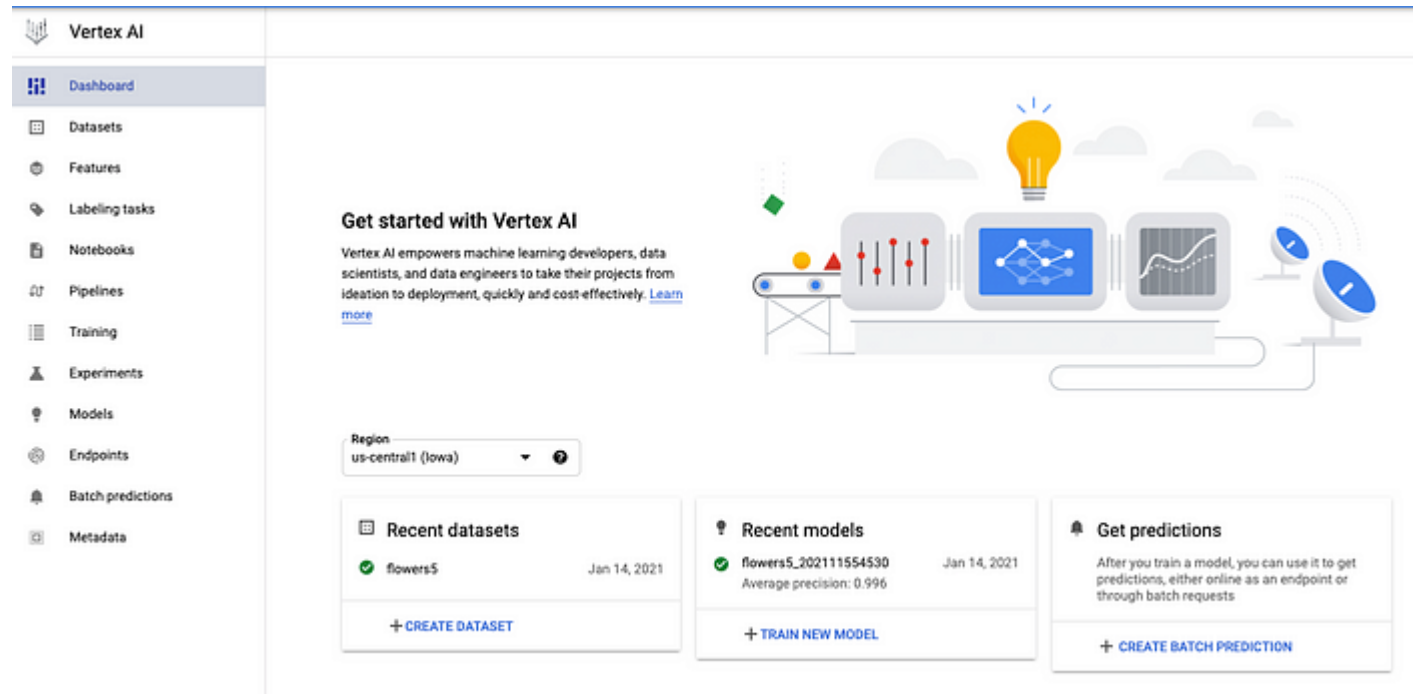 Vertex AI
Dashboard
Datasets
Features
Labeling tasks
Notebooks
Pipelines
Training
Experiments
Models
Endpoints
Batch predictions
Metadata
Get started with Vertex AI
Vertex AI empowers machine learning developers, data
scientists, and data engineers to take their projects from
ideation to deployment, quickly and cost-effectively. Learn
more
Region
us-central1 (Iowa)
Recent datasets
flowers5 Jan 14, 2021
+ CREATE DATASET
Recent models
flowers5_202111554530 Jan 14, 2021
Average precision: 0.996
+ TRAIN NEW MODEL
Get predictions
After you train a model, you can use it to get
predictions, either online as an endpoint or
through batch requests
+ CREATE BATCH PREDICTION